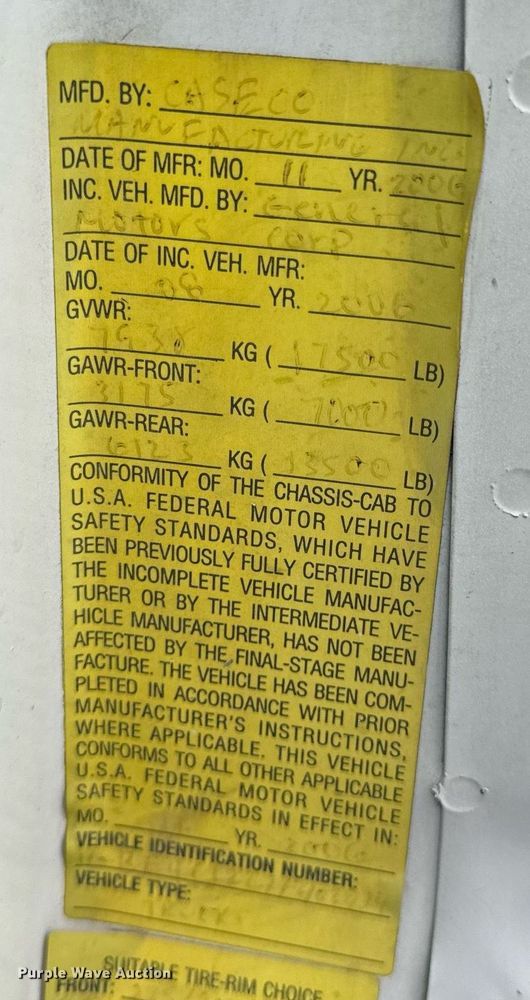 MFD. BY: CASECO
MANUFACTURING INC.
DATE OF MFR: MO. 11 YR. 2006
INC. VEH. MFD. BY: General
MOTORS CORP
DATE OF INC. VEH. MFR:
MO. 08 YR. 2006
GVWR:
7938 KG ( 17500 LB)
GAWR-FRONT:
3175 KG ( 7000 LB)
GAWR-REAR:
6123 KG ( 13500 LB)
CONFORMITY OF THE CHASSIS-CAB TO
U.S.A. FEDERAL MOTOR VEHICLE
SAFETY STANDARDS, WHICH HAVE
BEEN PREVIOUSLY FULLY CERTIFIED BY
THE INCOMPLETE VEHICLE MANUFAC-
TURER OR BY THE INTERMEDIATE VE-
HICLE MANUFACTURER, HAS NOT BEEN
AFFECTED BY THE FINAL-STAGE MANU-
FACTURE. THE VEHICLE HAS BEEN COM-
PLETED IN ACCORDANCE WITH PRIOR
MANUFACTURER'S INSTRUCTIONS,
WHERE APPLICABLE. THIS VEHICLE
CONFORMS TO ALL OTHER APPLICABLE
U.S.A. FEDERAL MOTOR VEHICLE
SAFETY STANDARDS IN EFFECT IN:
MO. YR. 2006
VEHICLE IDENTIFICATION NUMBER:
VEHICLE TYPE:
SUITABLE TIRE-RIM CHOICE
FRONT:
Purple Wave Auction